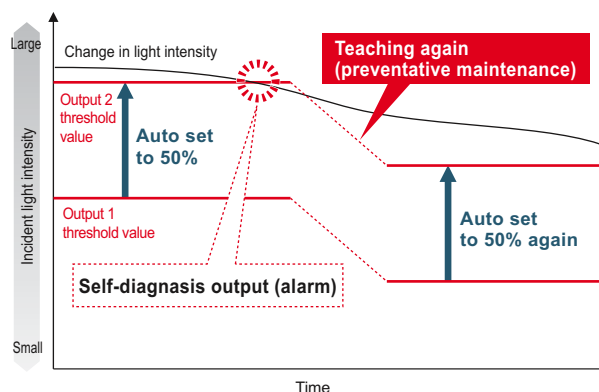 Large
Change in light intensity
Teaching again
(preventative maintenance)
Output 2
threshold
value
Auto set
to 50%
Incident light intensity
Output 1
threshold value
Auto set
to 50% again
Self-diagnosis output (alarm)
Small
Time